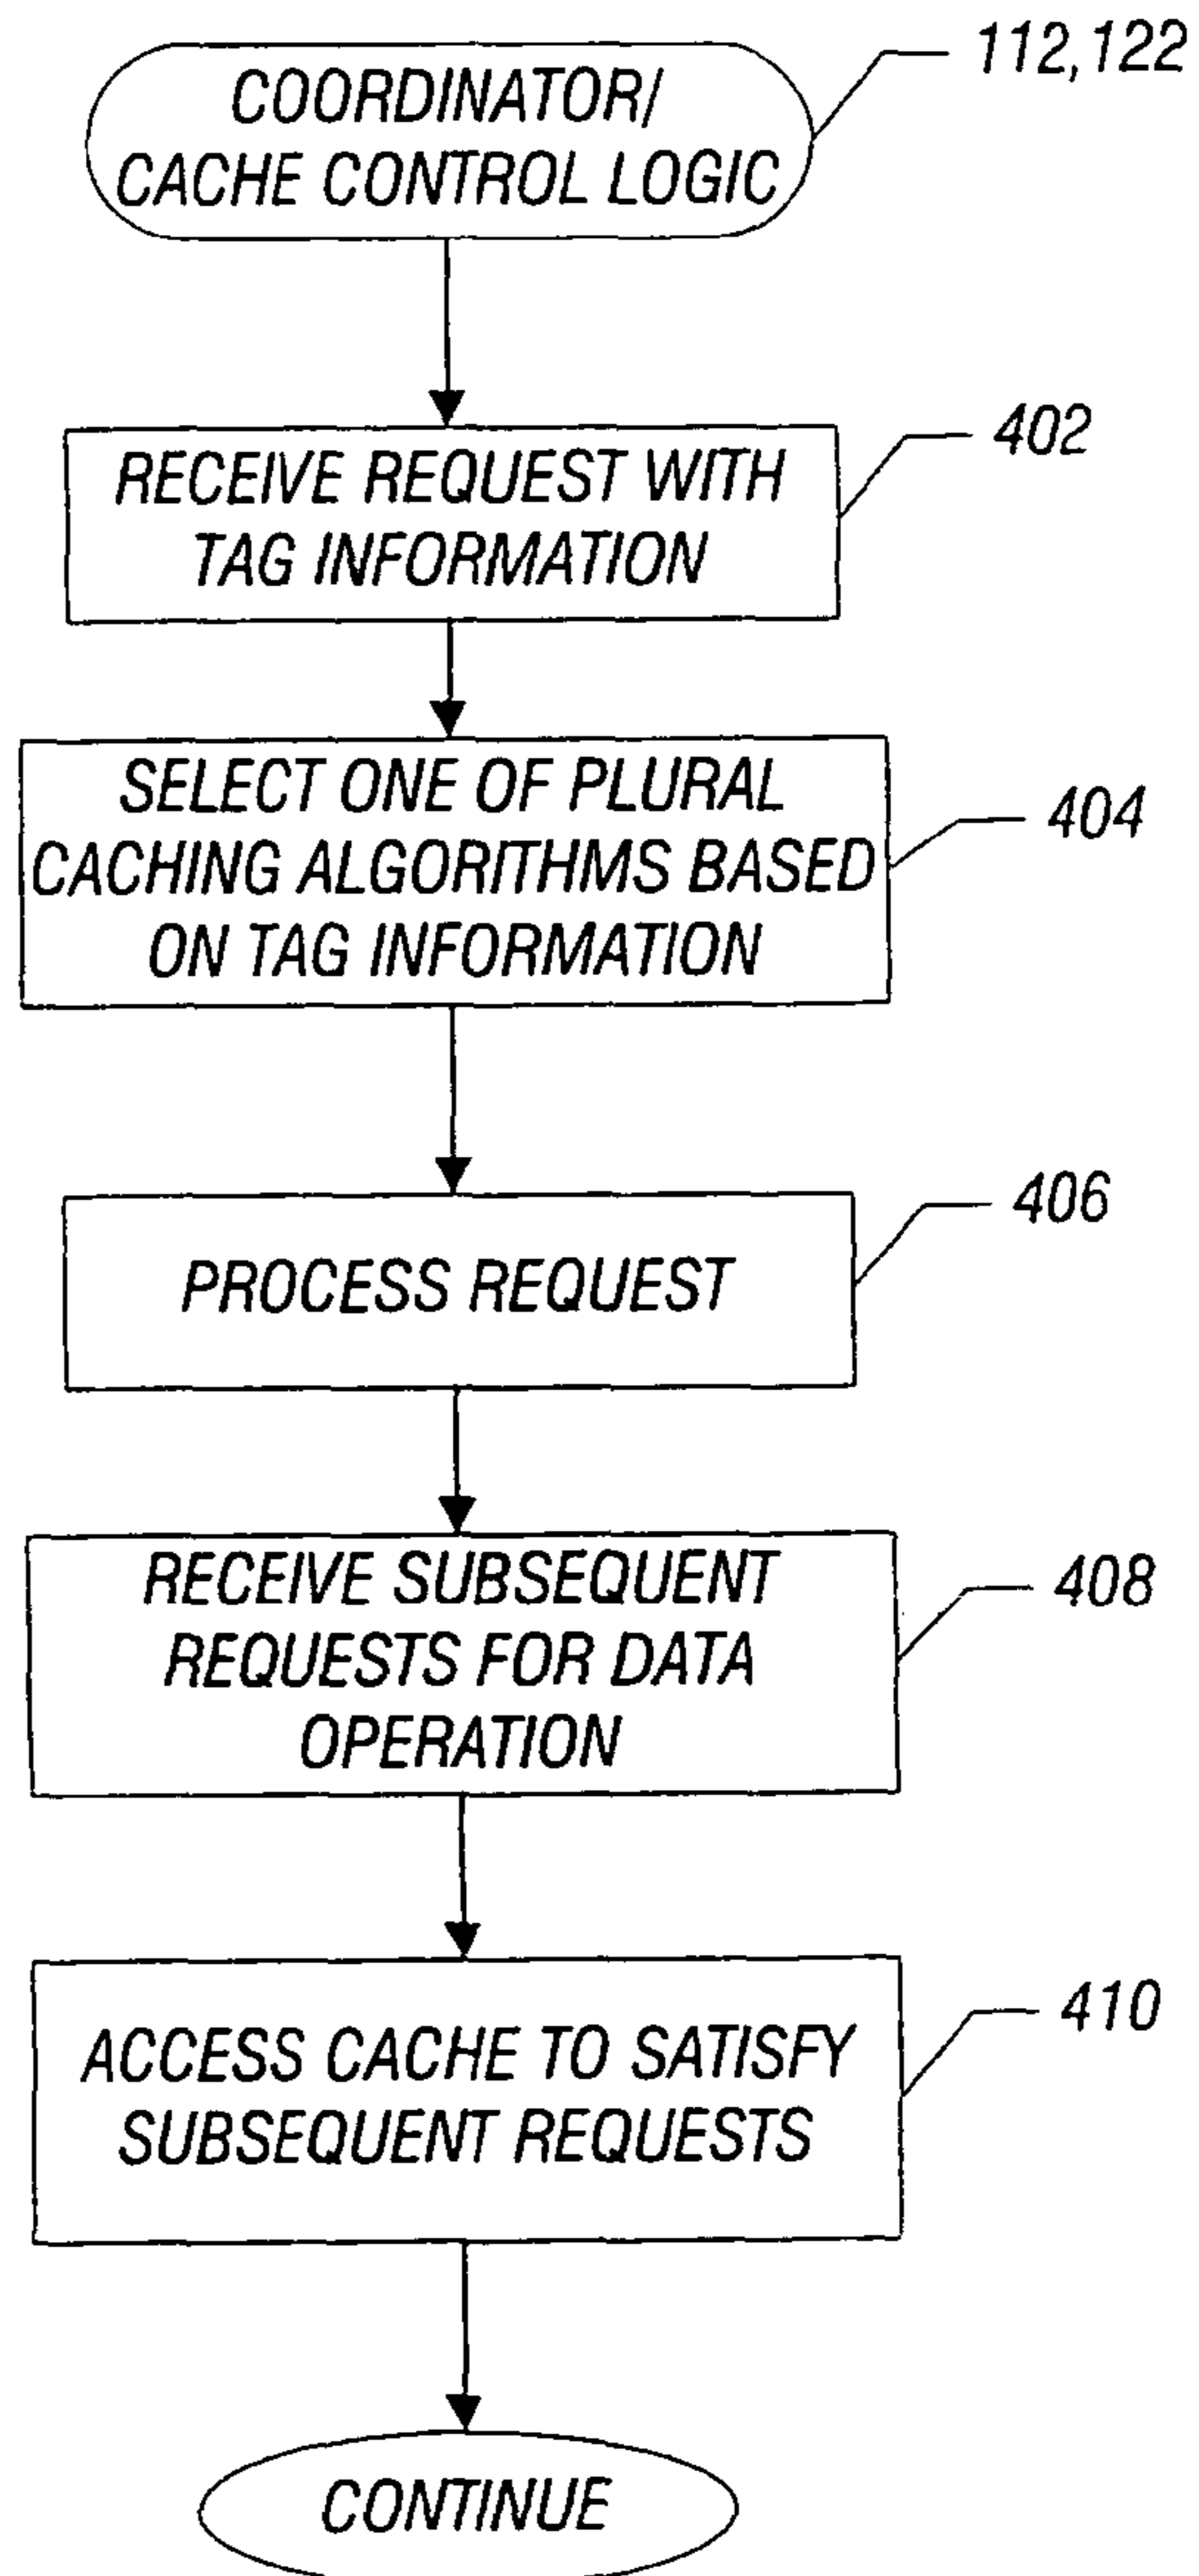 112,122
COORDINATOR/
CACHE CONTROL LOGIC
402
RECEIVE REQUEST WITH
TAG INFORMATION
404
SELECT ONE OF PLURAL
CACHING ALGORITHMS BASED
ON TAG INFORMATION
406
PROCESS REQUEST
408
RECEIVE SUBSEQUENT
REQUESTS FOR DATA
OPERATION
410
ACCESS CACHE TO SATISFY
SUBSEQUENT REQUESTS
CONTINUE